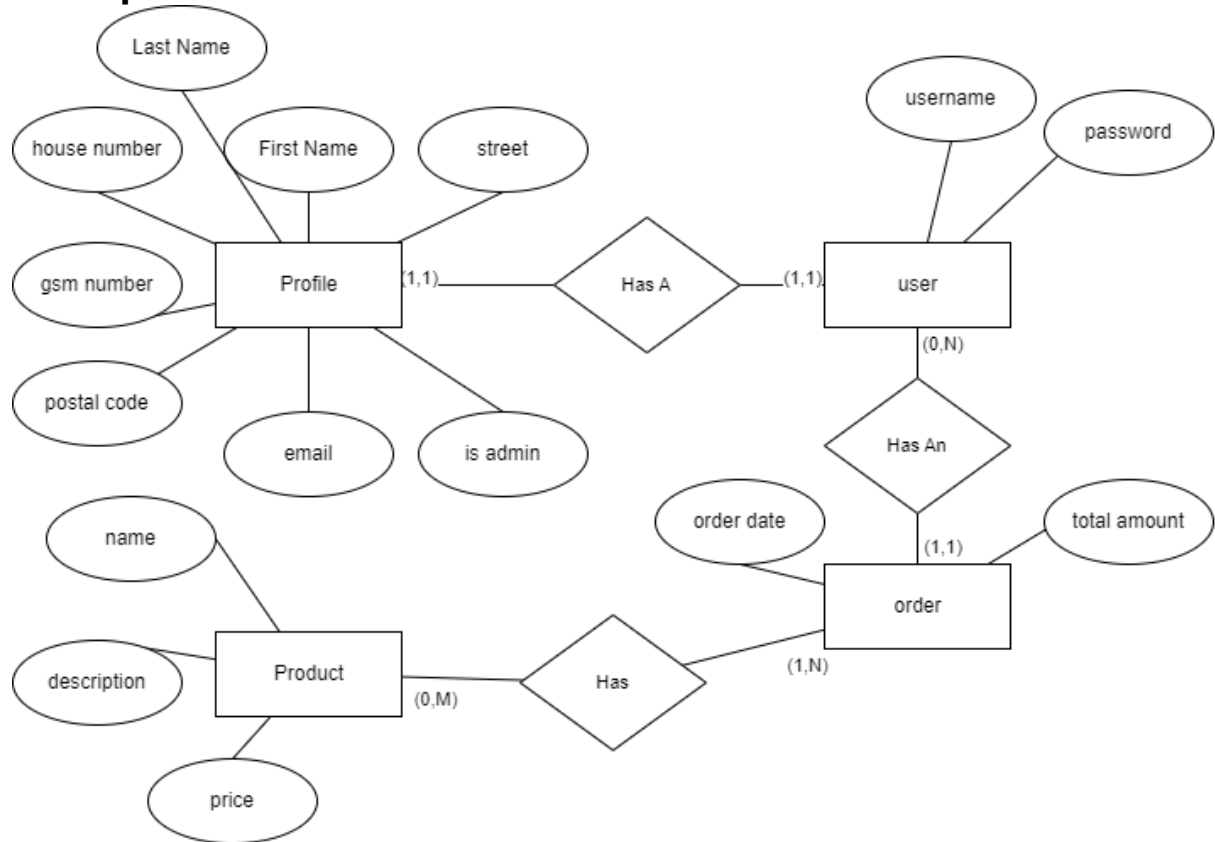 Last Name
house number
First Name
street
username
password
gsm number
Profile
(1,1)
Has A
(1,1)
user
(0,N)
postal code
email
is admin
Has An
name
order date
total amount
(1,1)
order
description
Product
(0,M)
Has
(1,N)
price